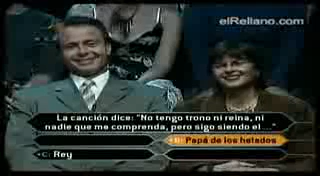 elRellano.com
La canción dice: "No tengo trono ni reina, ni
nadie que me comprenda, pero sigo siendo el ..."
Papá de los helados
C: Rey